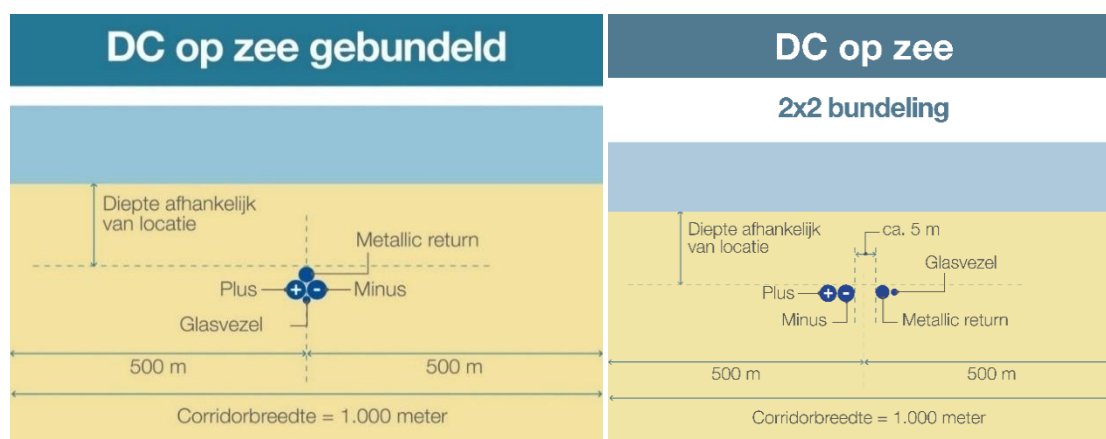 DC op zee gebundeld
Diepte afhankelijk
van locatie
Metallic return
Plus
+
-
Minus
Glasvezel
500 m
500 m
Corridorbreedte = 1.000 meter
DC op zee
2x2 bundeling
Diepte afhankelijk
van locatie
ca. 5 m
Glasvezel
Plus
+
-
Minus
Metallic return
500 m
500 m
Corridorbreedte = 1.000 meter